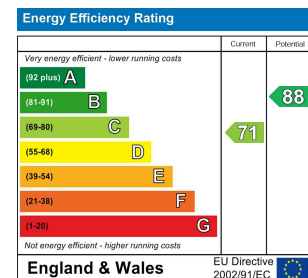 Energy Efficiency Rating
Current Potential
Very energy efficient - lower running costs
(92 plus) A
(81-91) B
88
(69-80) C
71
(55-68) D
(39-54) E
(21-38) F
(1-20) G
Not energy efficient - higher running costs
England & Wales
EU Directive
2002/91/EC